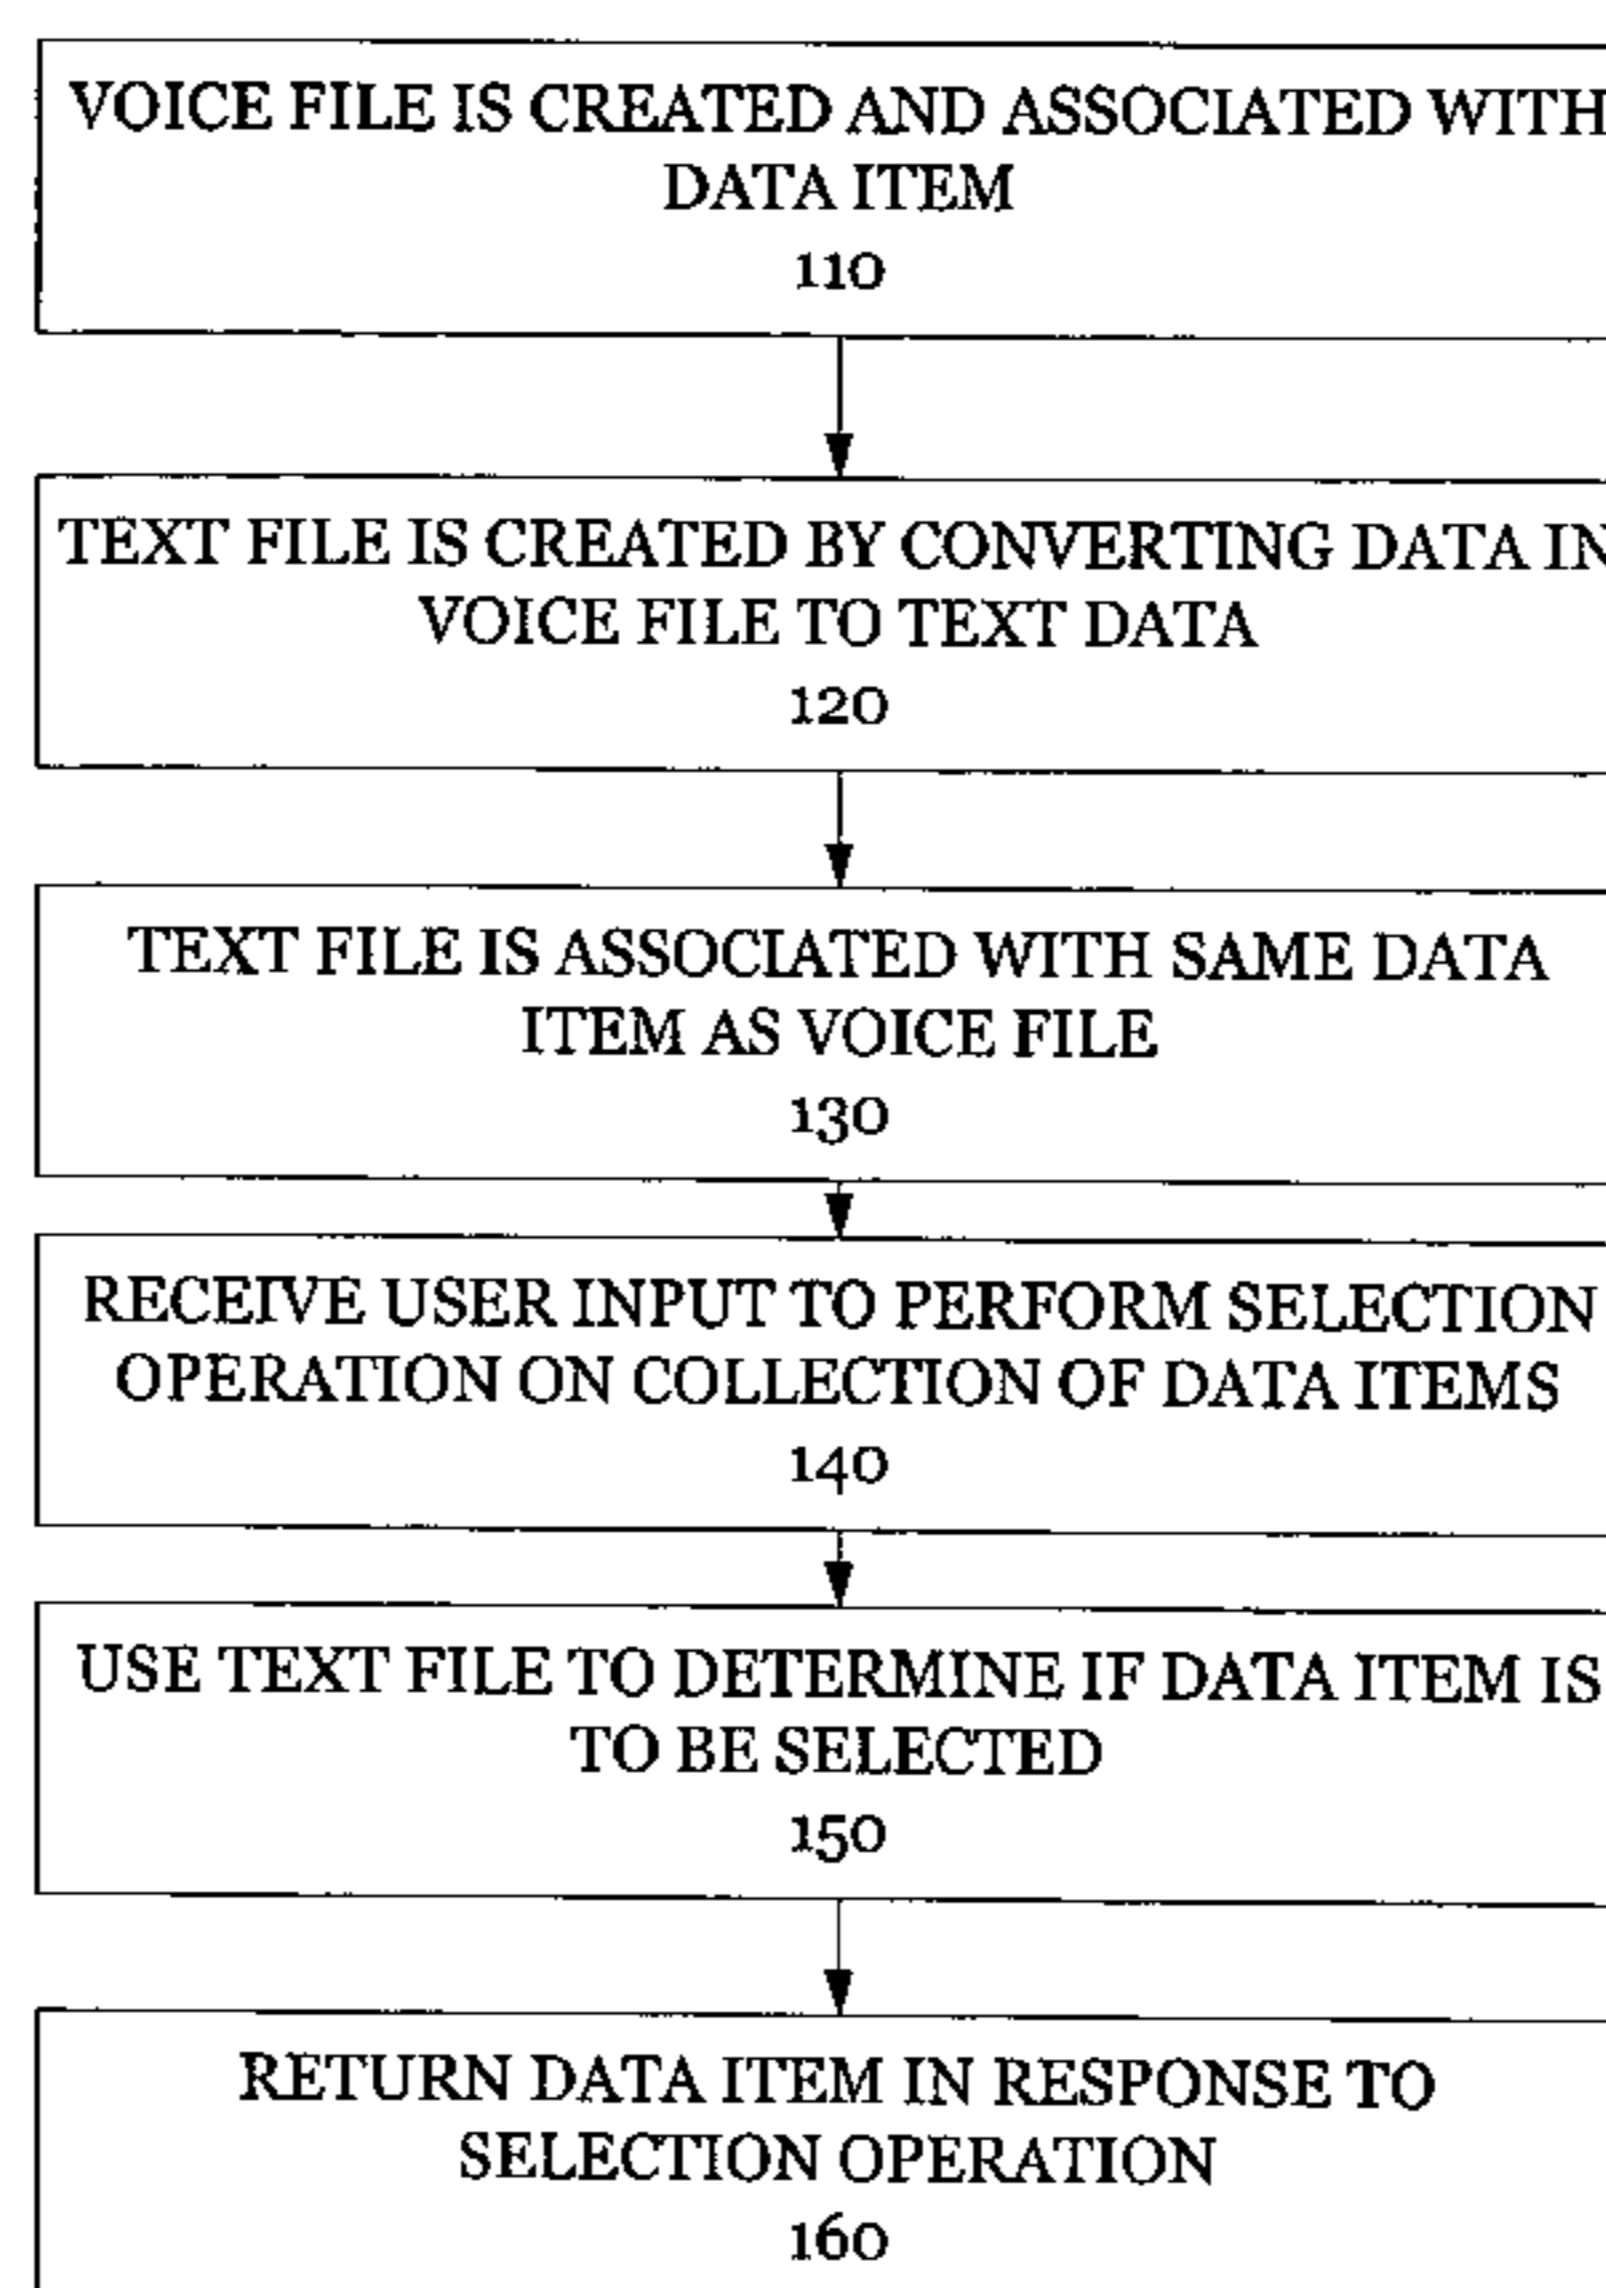 VOICE FILE IS CREATED AND ASSOCIATED WITH
DATA ITEM
110
TEXT FILE IS CREATED BY CONVERTING DATA IN
VOICE FILE TO TEXT DATA
120
TEXT FILE IS ASSOCIATED WITH SAME DATA
ITEM AS VOICE FILE
130
RECEIVE USER INPUT TO PERFORM SELECTION
OPERATION ON COLLECTION OF DATA ITEMS
140
USE TEXT FILE TO DETERMINE IF DATA ITEM IS
TO BE SELECTED
150
RETURN DATA ITEM IN RESPONSE TO
SELECTION OPERATION
160